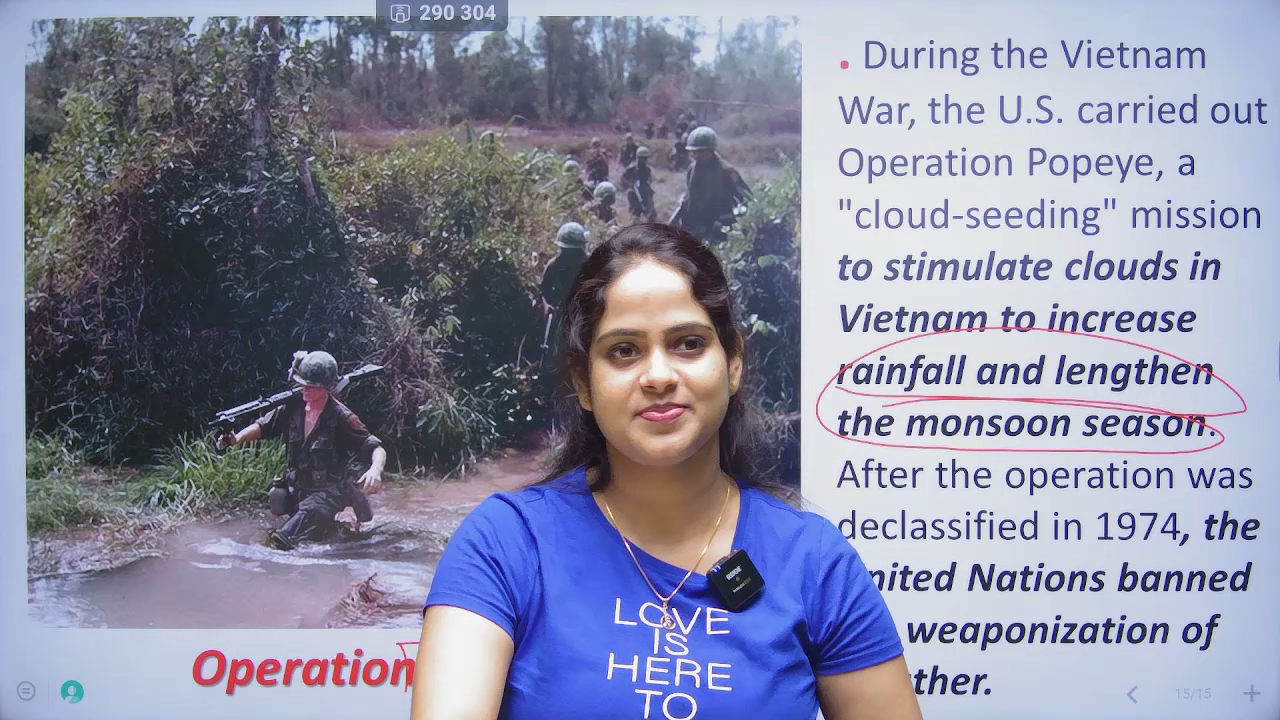 290 304
. During the Vietnam
War, the U.S. carried out
Operation Popeye, a
"cloud-seeding" mission
to stimulate clouds in
Vietnam to increase
rainfall and lengthen
the monsoon season.
After the operation was
declassified in 1974, the
United Nations banned
weaponization of
Operation
LOVE
IS
HERE
TO
15/15